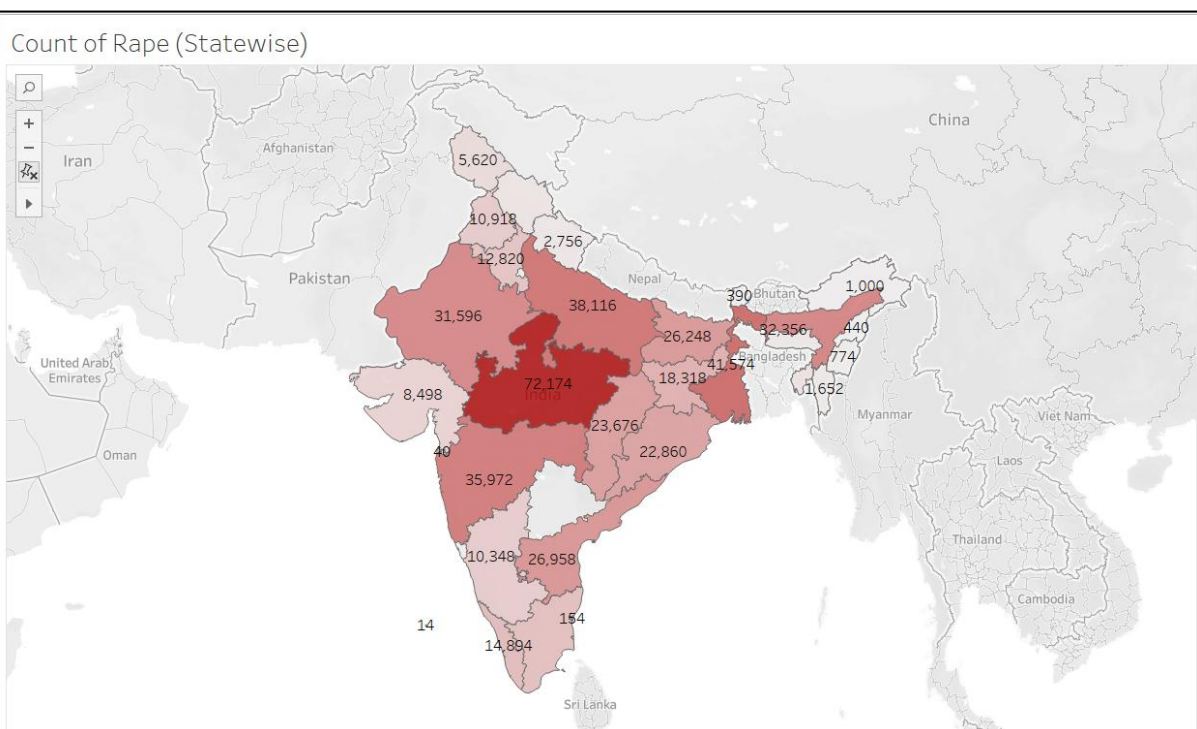 Count of Rape (Statewise)
China
Afghanistan
Iran
5,620
10,918
2,756
12,820
Pakistan
Nepal
390
Bhutan
1,000
38,116
31,596
32,356
440
26,248
United Arab
Emirates
Bangladesh
774
41,574
18,318
72,174
India
8,498
1,652
Myanmar
Viet Nam
23,676
40
22,860
Oman
Laos
35,972
Thailand
10,348
26,958
Cambodia
14
154
14,894
Sri Lanka